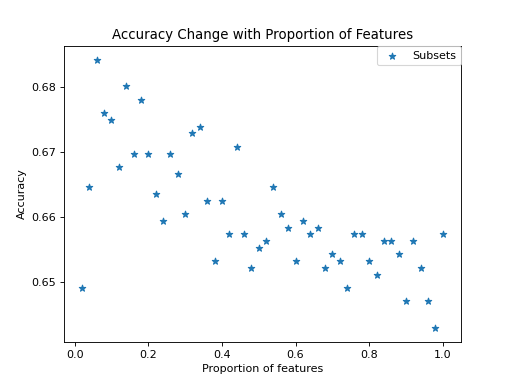 Accuracy Change with Proportion of Features
Subsets
0.68
0.67
0.66
0.65
Accuracy
0.0 0.2 0.4 0.6 0.8 1.0
Proportion of features